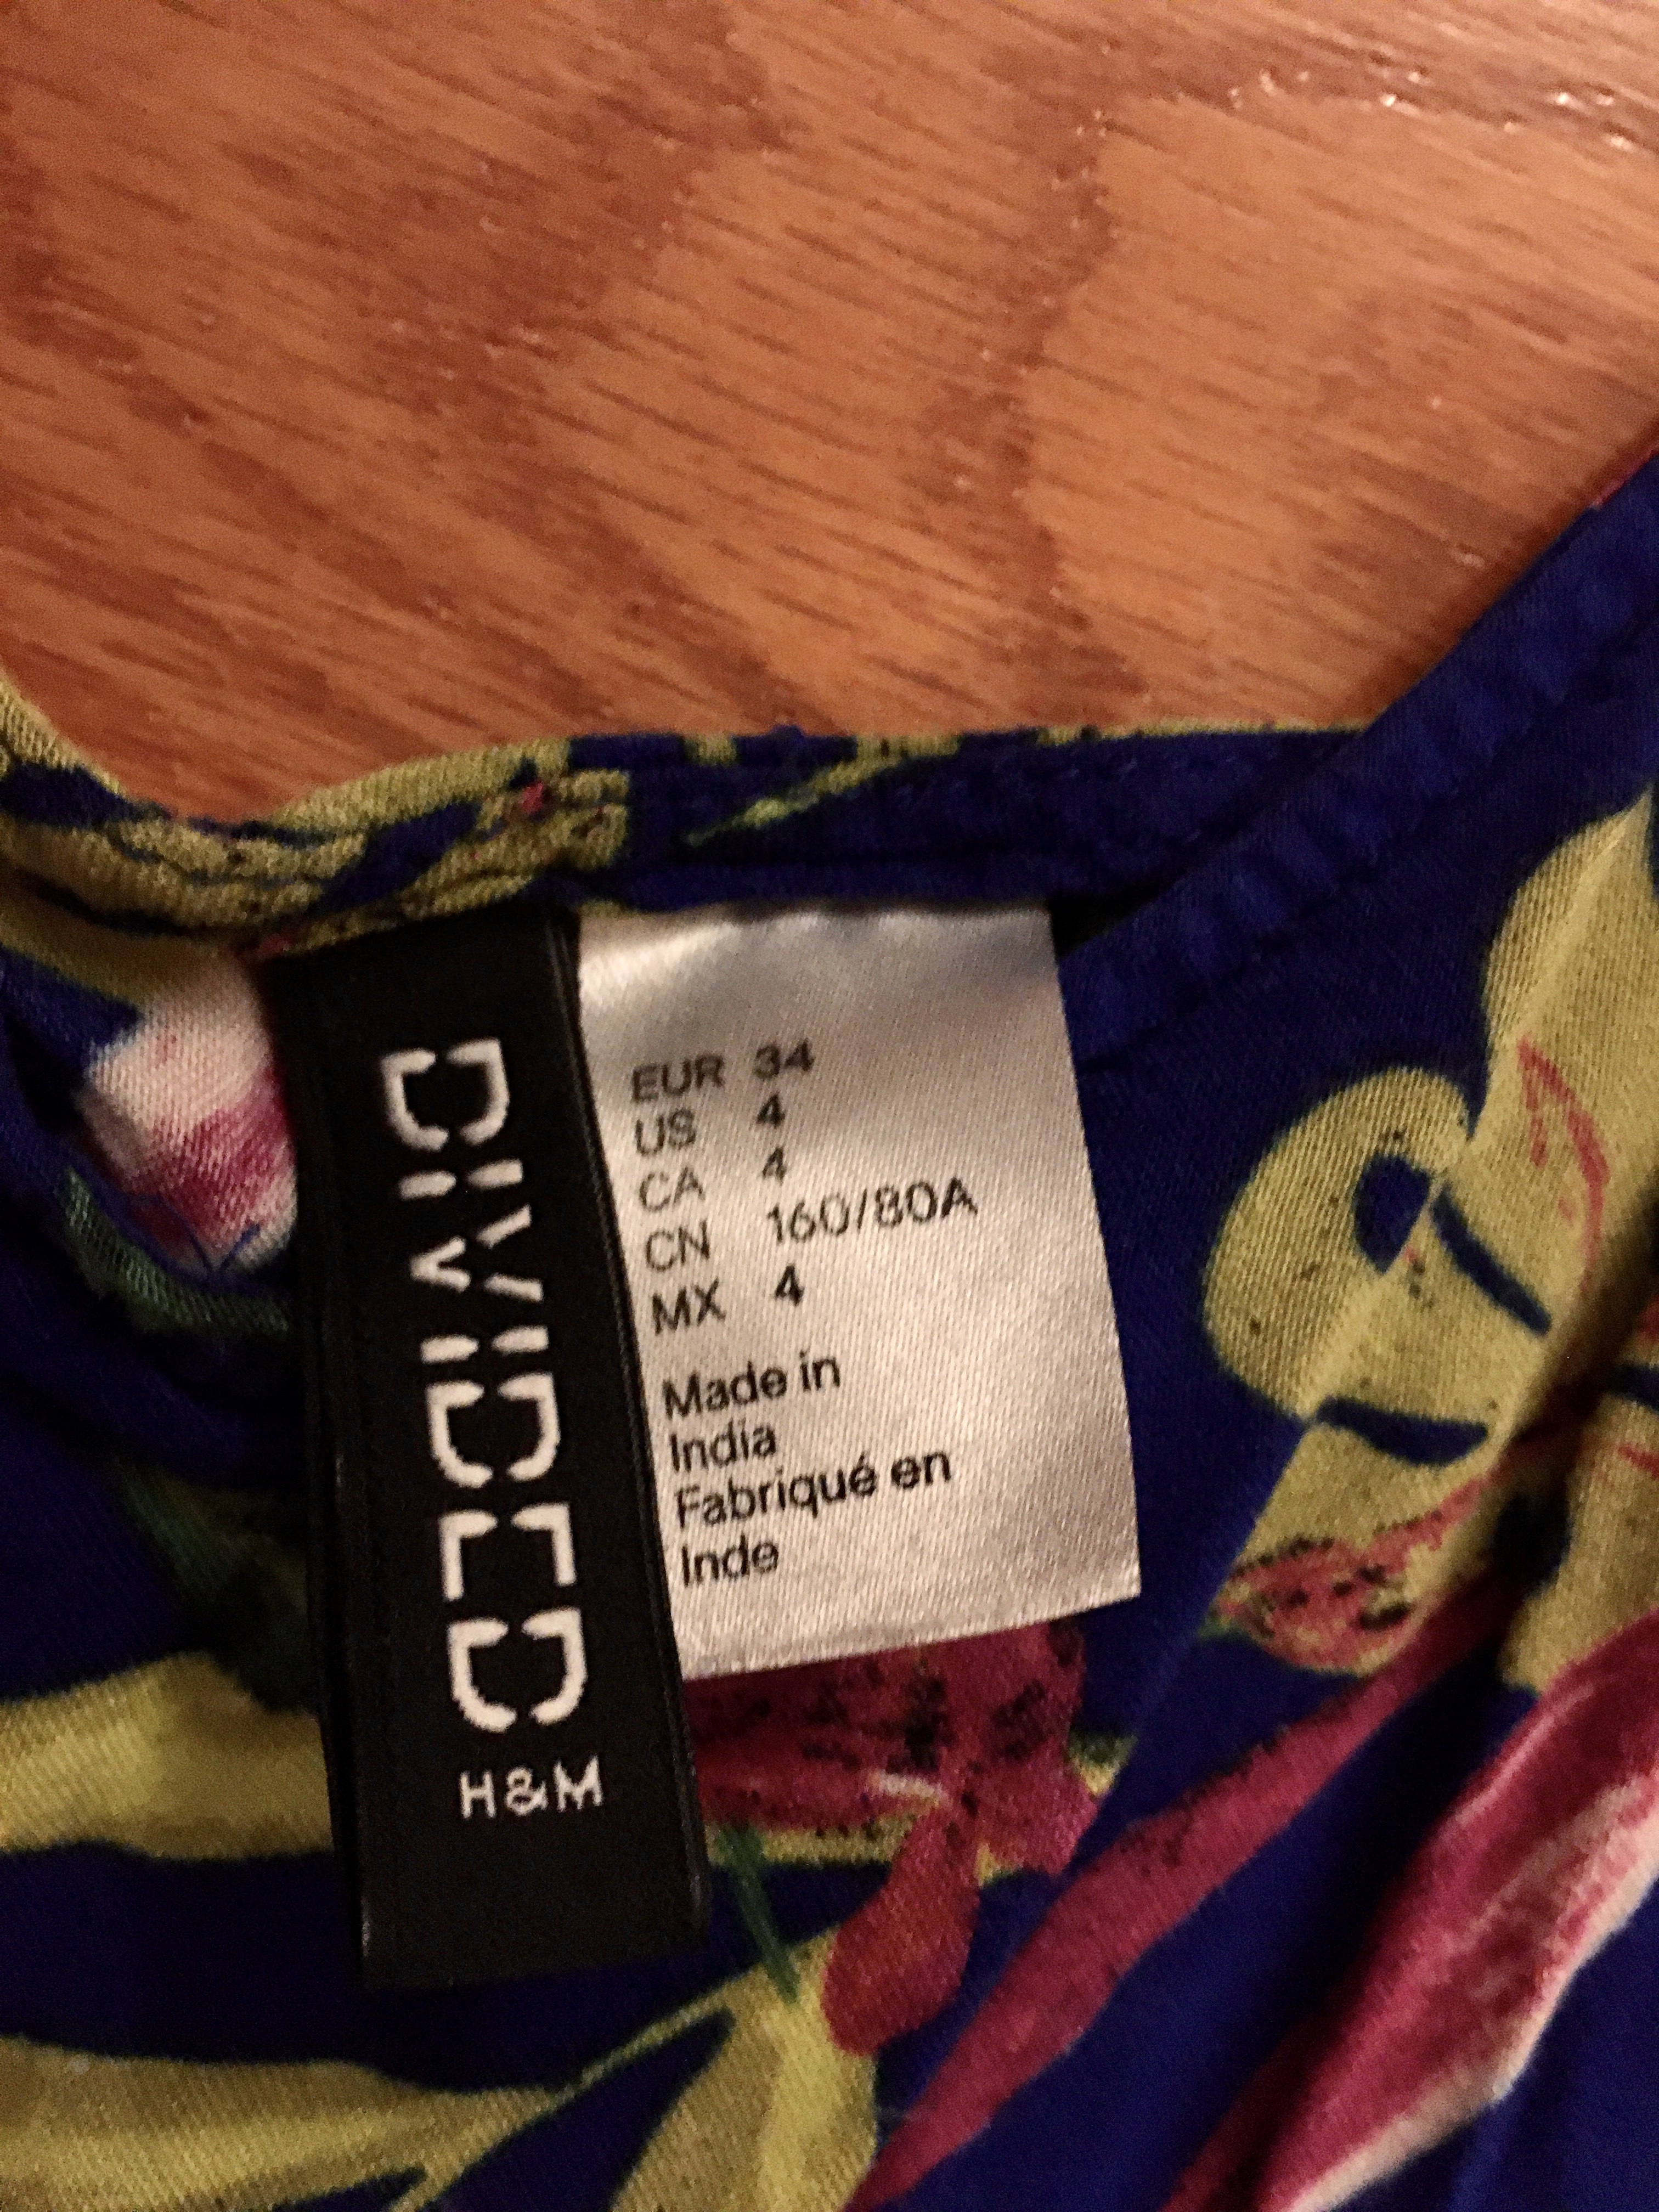 DIVIDED
H&M
EUR 34
US 4
CA 4
CN 160/80A
MX 4
Made in
India
Fabriqué en
Inde